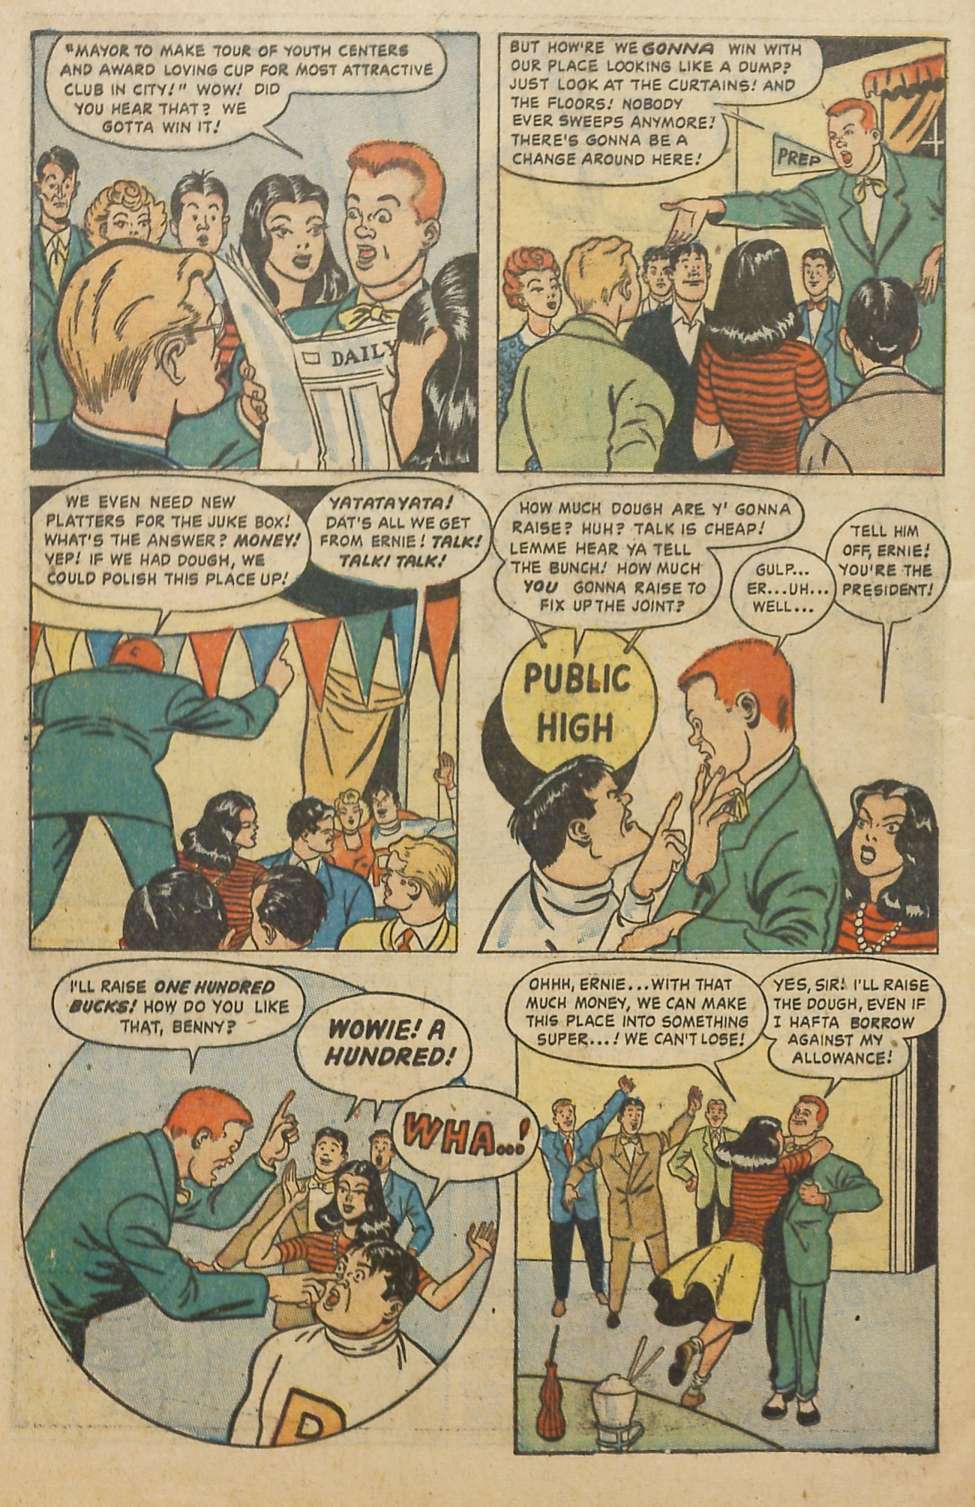 "MAYOR TO MAKE TOUR OF YOUTH CENTERS
AND AWARD LOVING CUP FOR MOST ATTRACTIVE
CLUB IN CITY!" WOW! DID
YOU HEAR THAT? WE
GOTTA WIN IT!
DAILY
BUT HOW'RE WE GONNA WIN WITH
OUR PLACE LOOKING LIKE A DUMP?
JUST LOOK AT THE CURTAINS! AND
THE FLOORS! NOBODY
EVER SWEEPS ANYMORE!
THERE'S GONNA BE A
CHANGE AROUND HERE!
PREP
WE EVEN NEED NEW
PLATTERS FOR THE JUKE BOX!
WHAT'S THE ANSWER? MONEY!
YEP! IF WE HAD DOUGH, WE
COULD POLISH THIS PLACE UP!
YATATAYATA!
DAT'S ALL WE GET
FROM ERNIE! TALK!
TALK! TALK!
HOW MUCH DOUGH ARE Y' GONNA
RAISE? HUH? TALK IS CHEAP!
LEMME HEAR YA TELL
THE BUNCH! HOW MUCH
YOU GONNA RAISE TO
FIX UP THE JOINT?
GULP...
ER...UH...
WELL...
TELL HIM
OFF, ERNIE!
YOU'RE THE
PRESIDENT!
PUBLIC
HIGH
I'LL RAISE ONE HUNDRED
BUCKS! HOW DO YOU LIKE
THAT, BENNY?
WOWIE! A
HUNDRED!
WHA...!
OHHH, ERNIE...WITH THAT
MUCH MONEY, WE CAN MAKE
THIS PLACE INTO SOMETHING
SUPER...! WE CAN'T LOSE!
YES, SIR! I'LL RAISE
THE DOUGH, EVEN IF
I HAFTA BORROW
AGAINST MY
ALLOWANCE!